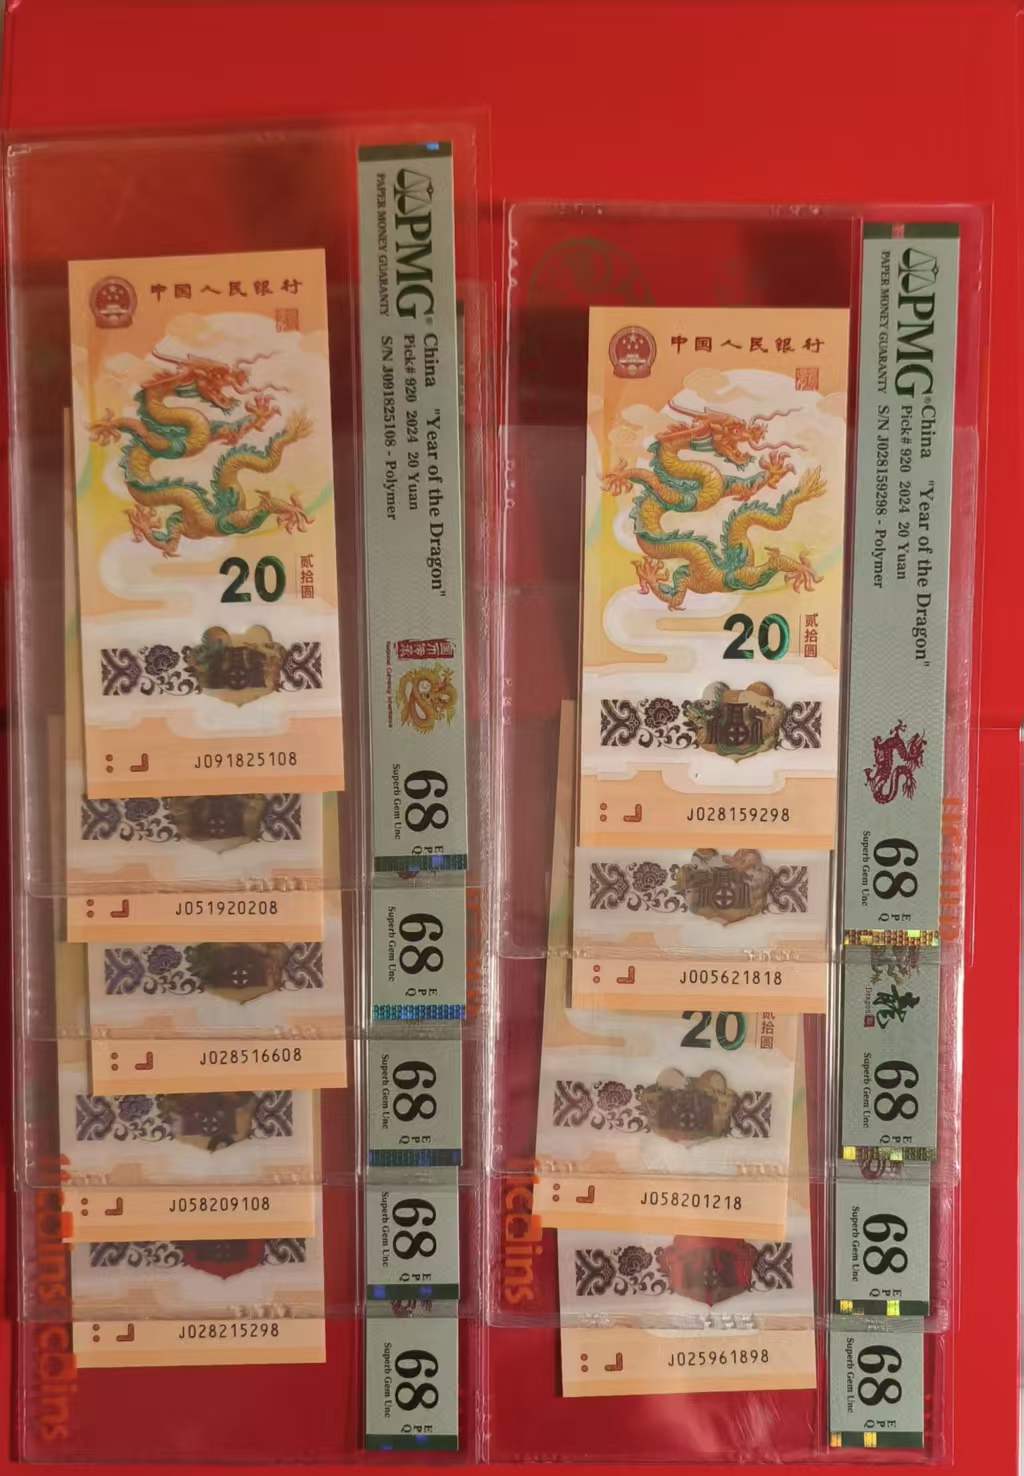 中国人民银行
20
贰拾圆
J091825108
PMG®
PAPER MONEY GUARANTY
China "Year of the Dragon"
Pick# 920 2024 20 Yuan
S/N J091825108 - Polymer
68
EPQ
Superb Gem Unc
J051920208
68
EPQ
Superb Gem Unc
J028516608
68
EPQ
Superb Gem Unc
J058209108
68
EPQ
Superb Gem Unc
J028215298
68
EPQ
Superb Gem Unc
中国人民银行
20
贰拾圆
J028159298
PMG®
PAPER MONEY GUARANTY
China "Year of the Dragon"
Pick# 920 2024 20 Yuan
S/N J028159298 - Polymer
68
EPQ
Superb Gem Unc
J005621818
龍
Dragon
68
EPQ
Superb Gem Unc
20
贰拾圆
J058201218
68
EPQ
Superb Gem Unc
J025961898
68
EPQ
Superb Gem Unc